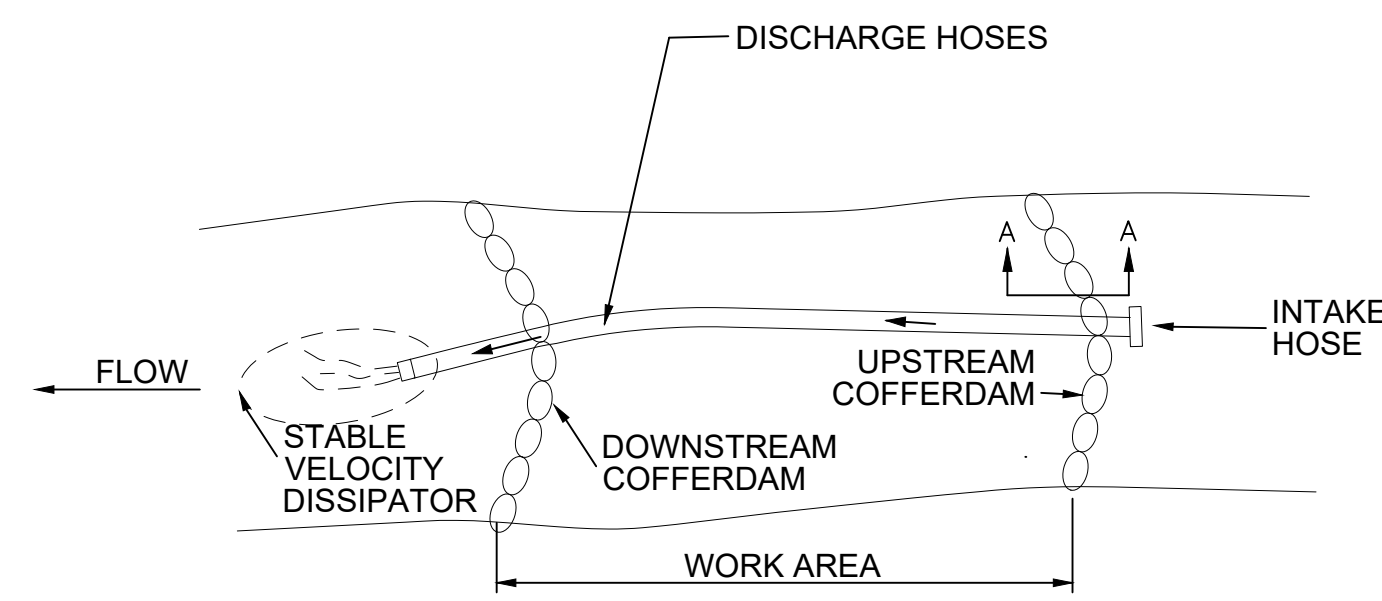 DISCHARGE HOSES
A A
INTAKE
HOSE
UPSTREAM
COFFERDAM
FLOW
STABLE
VELOCITY
DISSIPATOR
DOWNSTREAM
COFFERDAM
WORK AREA